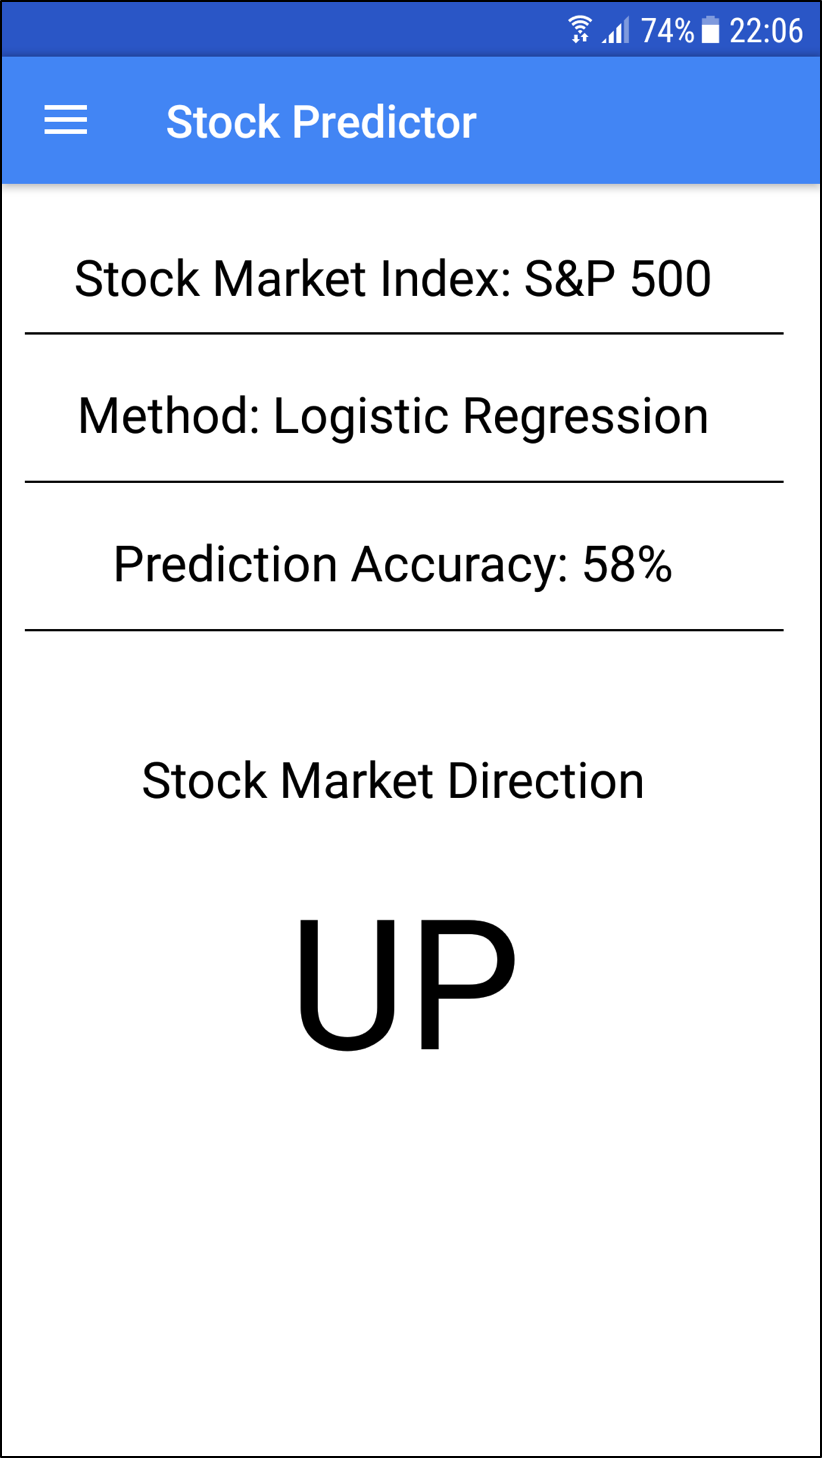 74% 22:06
Stock Predictor
Stock Market Index: S&P 500
Method: Logistic Regression
Prediction Accuracy: 58%
Stock Market Direction
UP